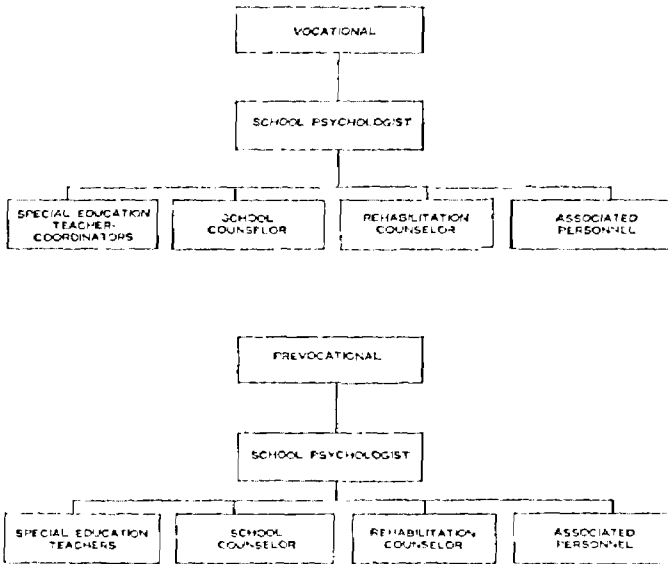 VOCATIONAL
SCHOOL PSYCHOLOGIST
SPECIAL EDUCATION
TEACHER-
COORDINATORS
SCHOOL
COUNSELOR
REHABILITATION
COUNSELOR
ASSOCIATED
PERSONNEL
PREVOCATIONAL
SCHOOL PSYCHOLOGIST
SPECIAL EDUCATION
TEACHERS
SCHOOL
COUNSELOR
REHABILITATION
COUNSELOR
ASSOCIATED
PERSONNEL